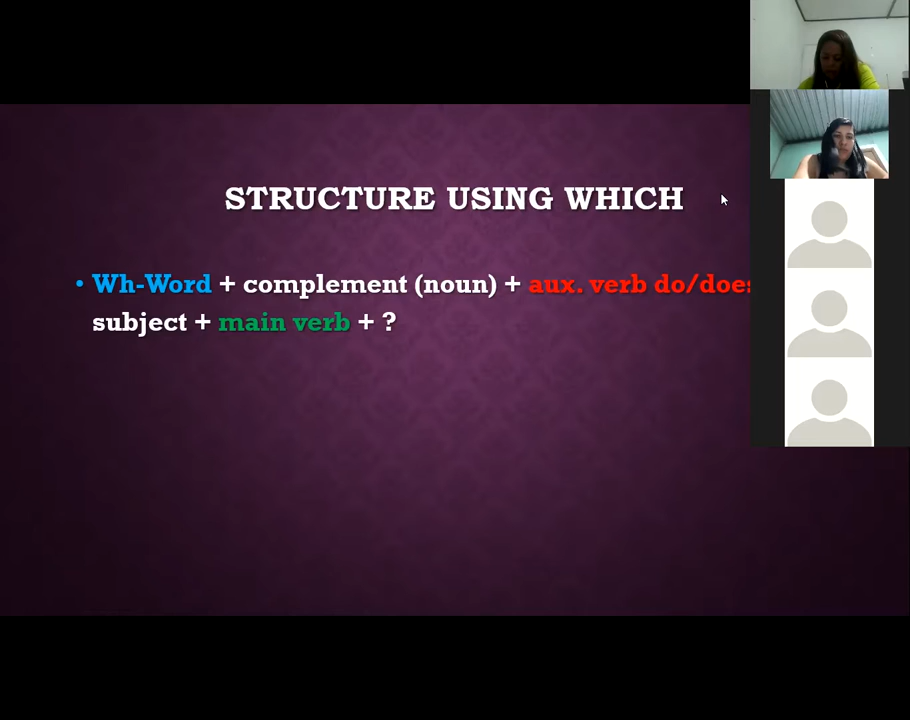 STRUCTURE USING WHICH
• Wh-Word + complement (noun) + aux. verb do/does
subject + main verb + ?